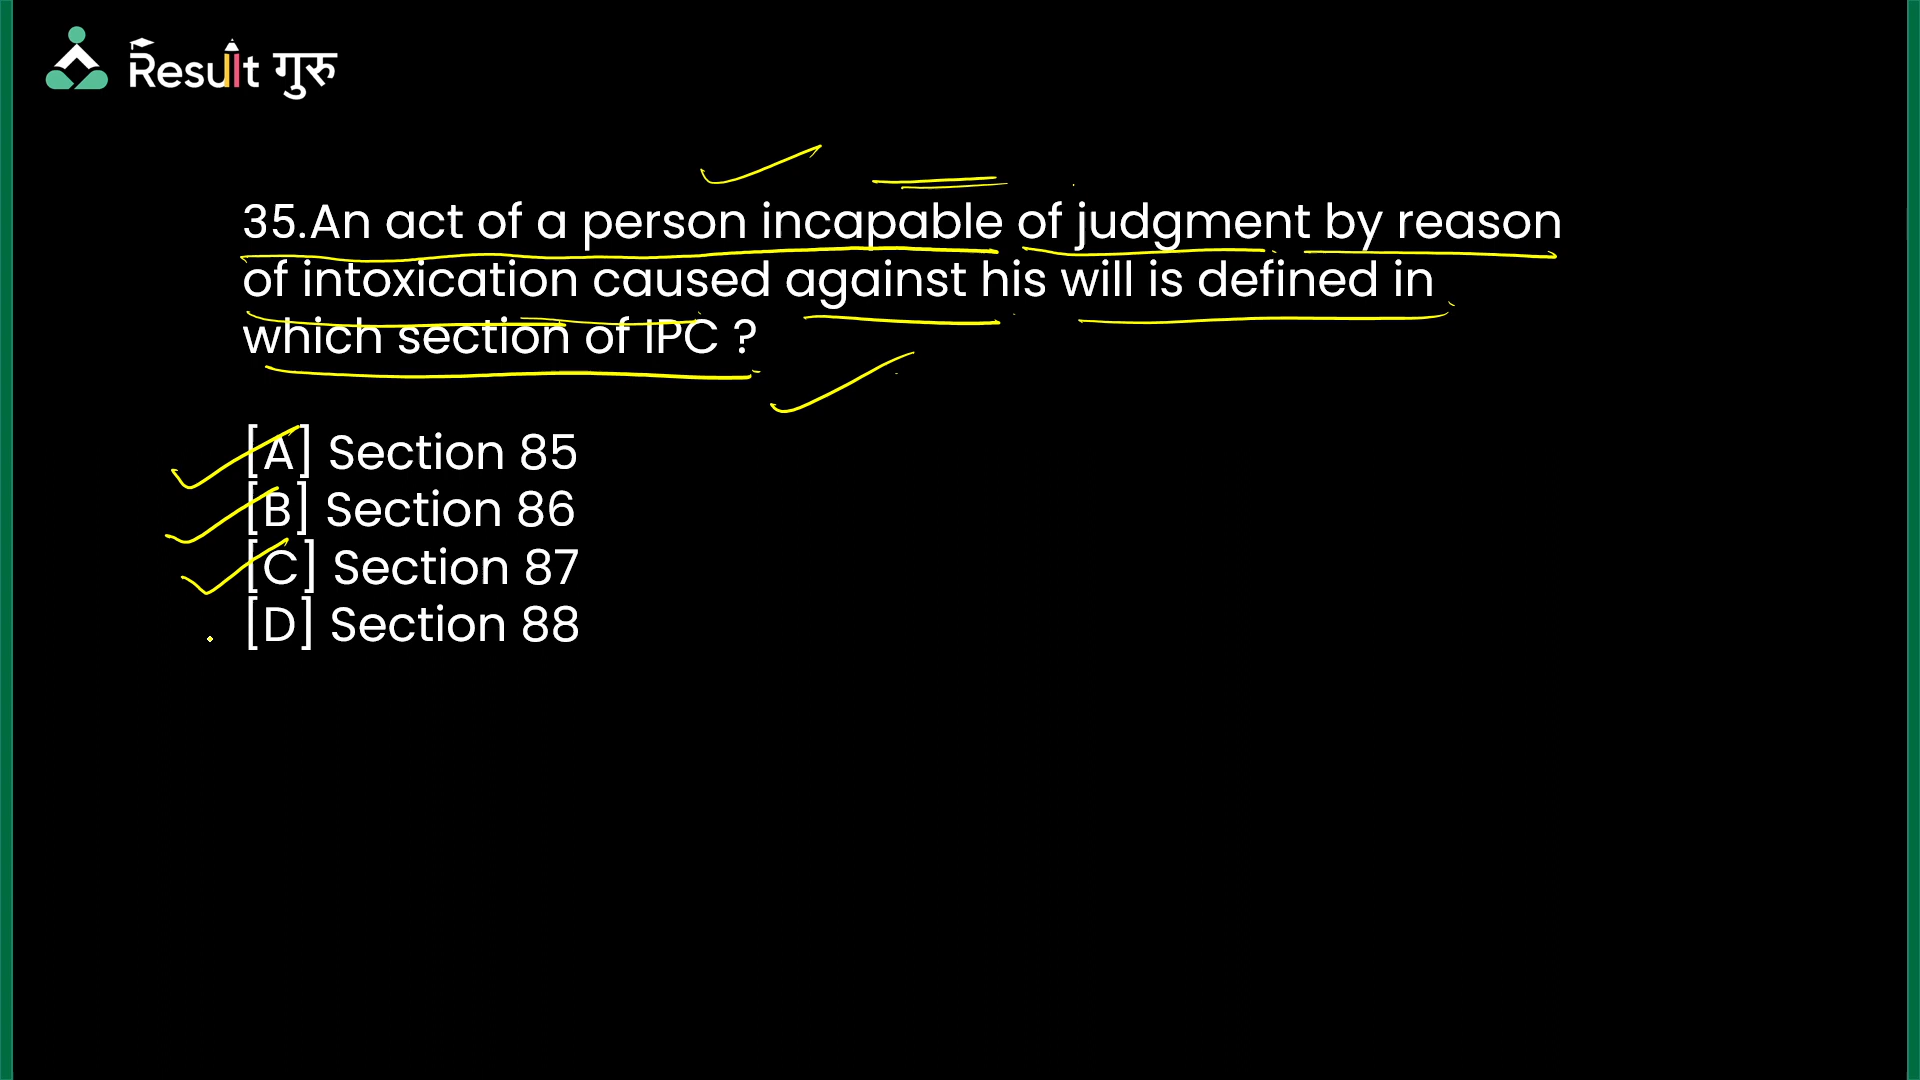 Result गुरु
35.An act of a person incapable of judgment by reason
of intoxication caused against his will is defined in
which section of IPC ?
[A] Section 85
[B] Section 86
[C] Section 87
[D] Section 88